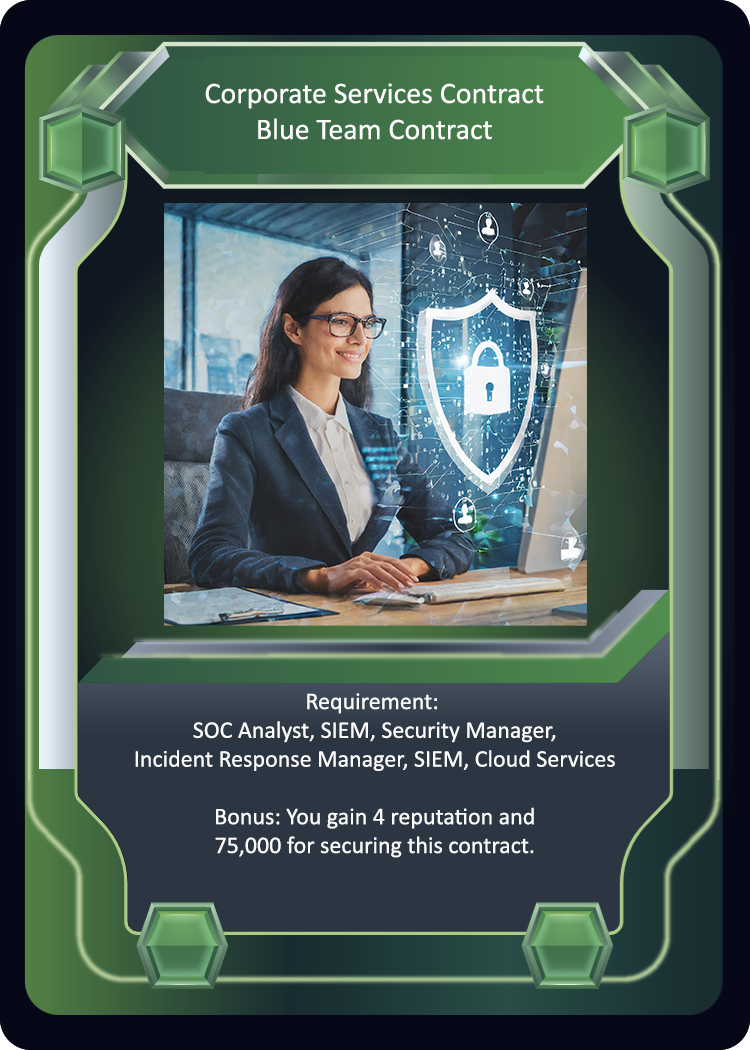 Corporate Services Contract
Blue Team Contract
Requirement:
SOC Analyst, SIEM, Security Manager,
Incident Response Manager, SIEM, Cloud Services
Bonus: You gain 4 reputation and
75,000 for securing this contract.